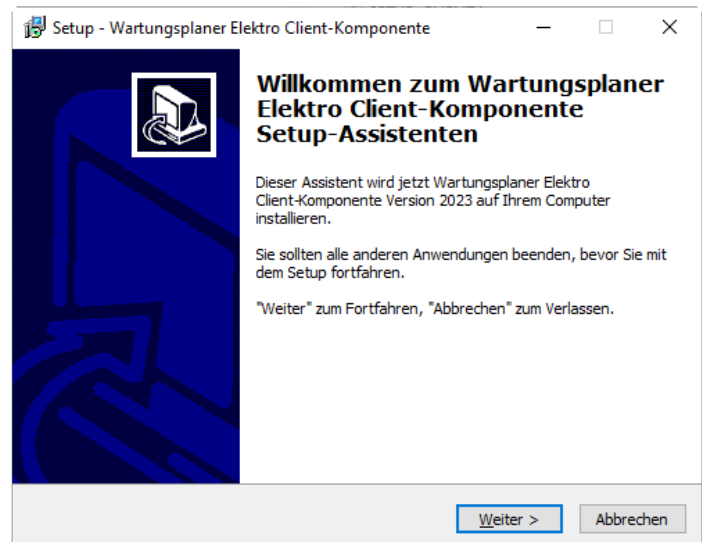 Setup - Wartungsplaner Elektro Client-Komponente
Willkommen zum Wartungsplaner
Elektro Client-Komponente
Setup-Assistenten
Dieser Assistent wird jetzt Wartungsplaner Elektro
Client-Komponente Version 2023 auf Ihrem Computer
installieren.
Sie sollten alle anderen Anwendungen beenden, bevor Sie mit
dem Setup fortfahren.
"Weiter" zum Fortfahren, "Abbrechen" zum Verlassen.
Weiter >
Abbrechen